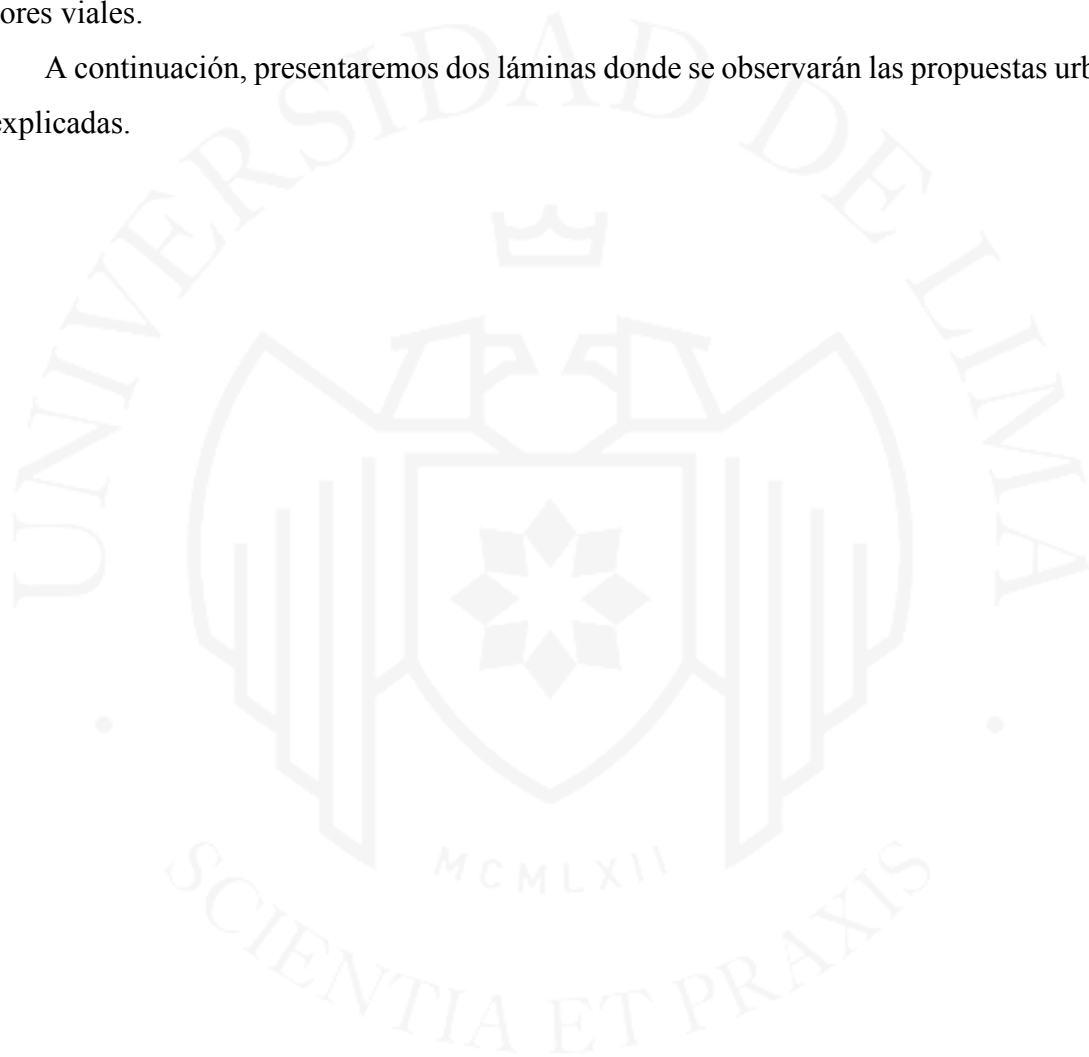 ores viales.
A continuación, presentaremos dos láminas donde se observarán las propuestas urb
explicadas.
UNIVERSIDAD DE LIMA
MCMLXII
SCIENTIA ET PRAXIS